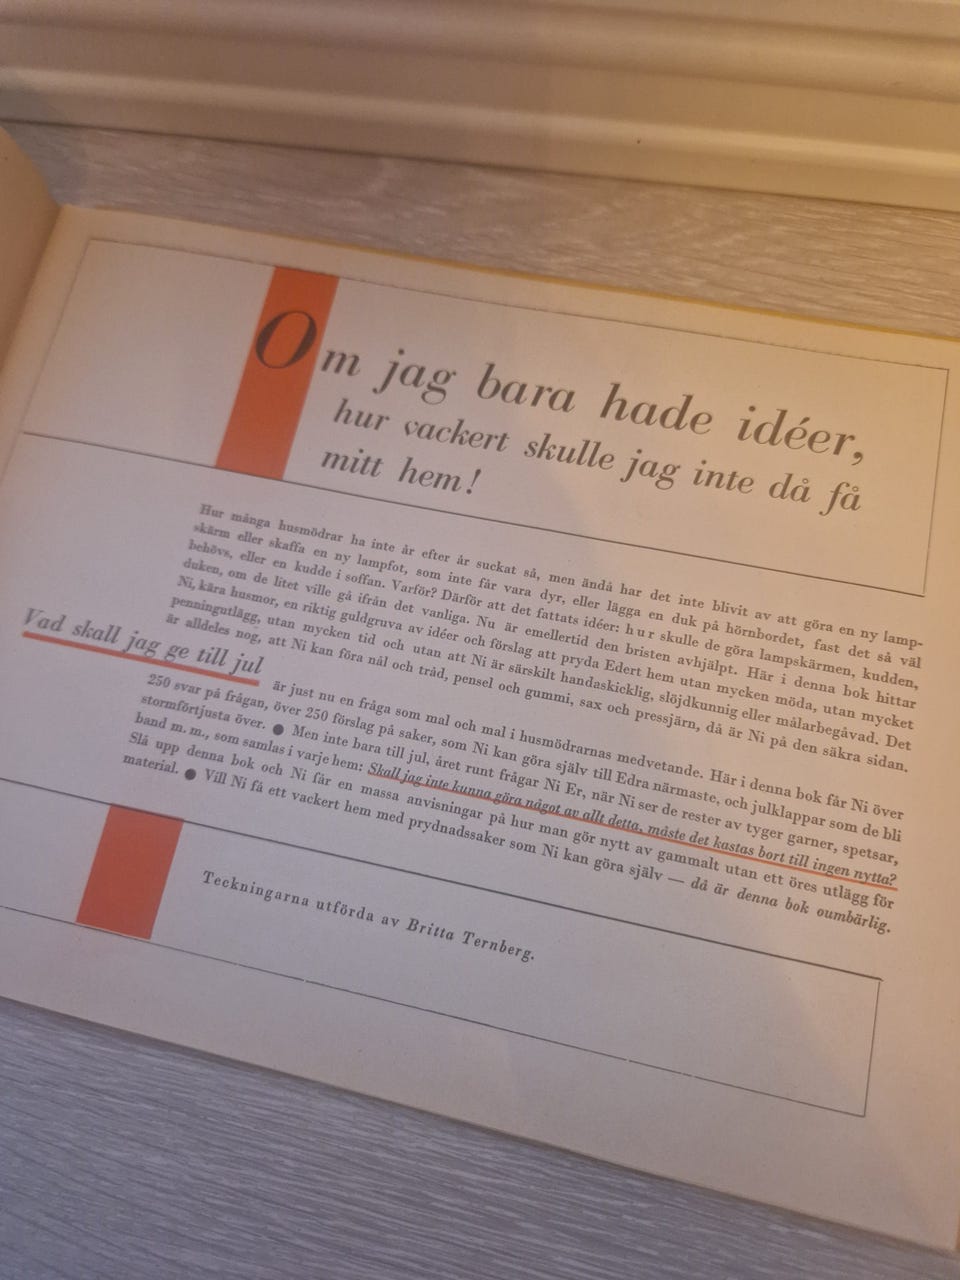 Om jag bara hade idéer,
hur vackert skulle jag inte då få
mitt hem!
Hur många husmödrar ha inte år efter år suckat så, men ändå har det inte blivit av att göra en ny lamp-
skärm eller skaffa en ny lampfot, som inte får vara dyr, eller lägga en duk på hörnbordet, fast det så väl
behövs, eller en kudde i soffan. Varför? Därför att det fattats idéer: hur skulle de göra lampskärmen, kudden,
duken, om de litet ville gå ifrån det vanliga. Nu är emellertid den bristen avhjälpt. Här i denna bok hittar
Ni, kära husmor, en riktig guldgruva av idéer och förslag att pryda Edert hem utan mycken möda, utan mycket
penningutlägg, utan mycken tid och utan att Ni är särskilt handaskicklig, slöjdkunnig eller målarbegåvad. Det
är alldeles nog, att Ni kan föra nål och tråd, pensel och gummi, sax och pressjärn, då är Ni på den säkra sidan.
Vad skall jag ge till jul är just nu en fråga som mal och mal i husmödrarnas medvetande. Här i denna bok får Ni över
250 svar på frågan, över 250 förslag på saker, som Ni kan göra själv till Edra närmaste, och julklappar som de bli
stormförtjusta över. ● Men inte bara till jul, året runt frågar Ni Er, när Ni ser de rester av tyger garner, spetsar,
band m. m., som samlas i varje hem: Skall jag inte kunna göra något av allt detta, måste det kastas bort till ingen nytta?
Slå upp denna bok och Ni får en massa anvisningar på hur man gör nytt av gammalt utan ett öres utlägg för
material. ● Vill Ni få ett vackert hem med prydnadssaker som Ni kan göra själv — då är denna bok oumbärlig.
Teckningarna utförda av Britta Ternberg.